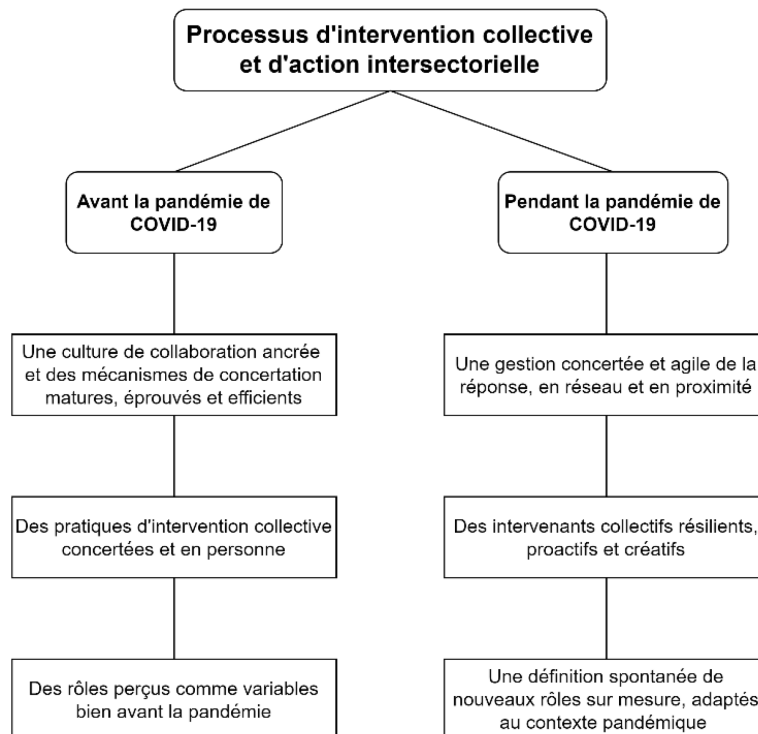 Processus d'intervention collective
et d'action intersectorielle
Avant la pandémie de
COVID-19
Pendant la pandémie de
COVID-19
Une culture de collaboration ancrée
et des mécanismes de concertation
matures, éprouvés et efficients
Une gestion concertée et agile de la
réponse, en réseau et en proximité
Des pratiques d'intervention collective
concertées et en personne
Des intervenants collectifs résilients,
proactifs et créatifs
Des rôles perçus comme variables
bien avant la pandémie
Une définition spontanée de
nouveaux rôles sur mesure, adaptés
au contexte pandémique